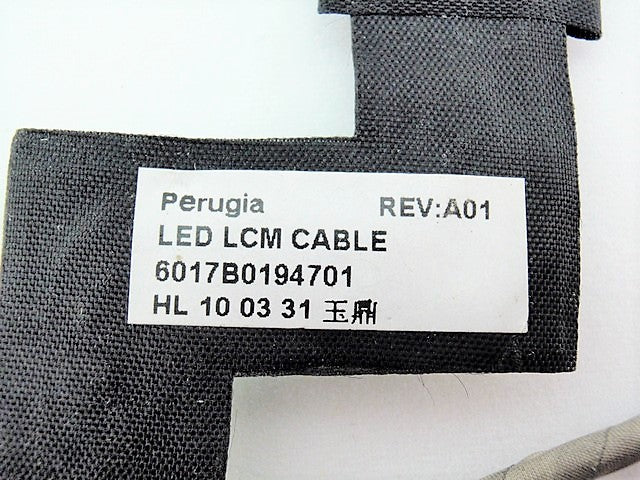 Perugia REV:A01
LED LCM CABLE
6017B0194701
HL 10 03 31 玉鼎